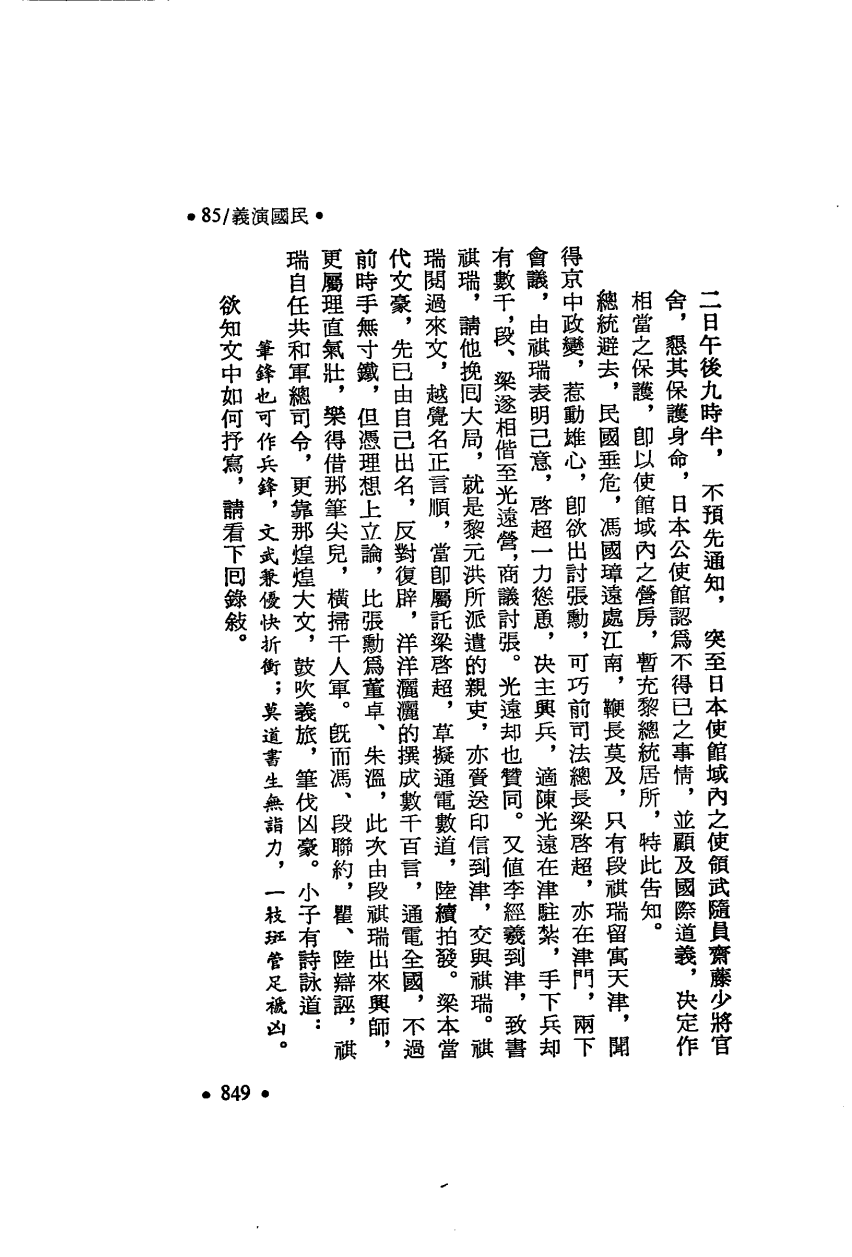 •85/義演國民•
二日午後九時半，不預先通知，突至日本使館域內之使領武隨員齋藤少將官
舍，懇其保護身命，日本公使館認爲不得已之事情，並顧及國際道義，決定作
相當之保護，卽以使館域內之營房，暫充黎總統居所，特此告知。
總統避去，民國垂危，馮國璋遠處江南，鞭長莫及，只有段祺瑞留寓天津，聞
得京中政變，惹動雄心，卽欲出討張勳，可巧前司法總長梁啓超，亦在津門，兩下
會議，由祺瑞表明己意，啓超一力慫恿，決主興兵，適陳光遠在津駐紮，手下兵却
有數千，段、梁遂相偕至光遠營，商議討張。光遠却也贊同。又値李經羲到津，致書
祺瑞，請他挽回大局，就是黎元洪所派遣的親吏，亦賫送印信到津，交與祺瑞。祺
瑞閱過來文，越覺名正言順，當卽屬託梁啓超，草擬通電數道，陸續拍發。梁本當
代文豪，先已由自己出名，反對復辟，洋洋灑灑的撰成數千百言，通電全國，不過
前時手無寸鐵，但憑理想上立論，比張勳爲董卓、朱溫，此次由段祺瑞出來興師，
更屬理直氣壯，樂得借那筆尖兒，橫掃千人軍。旣而馮、段聯約，瞿、陸辯誣，祺
瑞自任共和軍總司令，更靠那煌煌大文，鼓吹義旅，筆伐凶豪。小子有詩詠道：
筆鋒也可作兵鋒，文武兼優快折衝；莫道書生無詣力，一枝班管足褫凶。
欲知文中如何抒寫，請看下回錄敍。
•849•